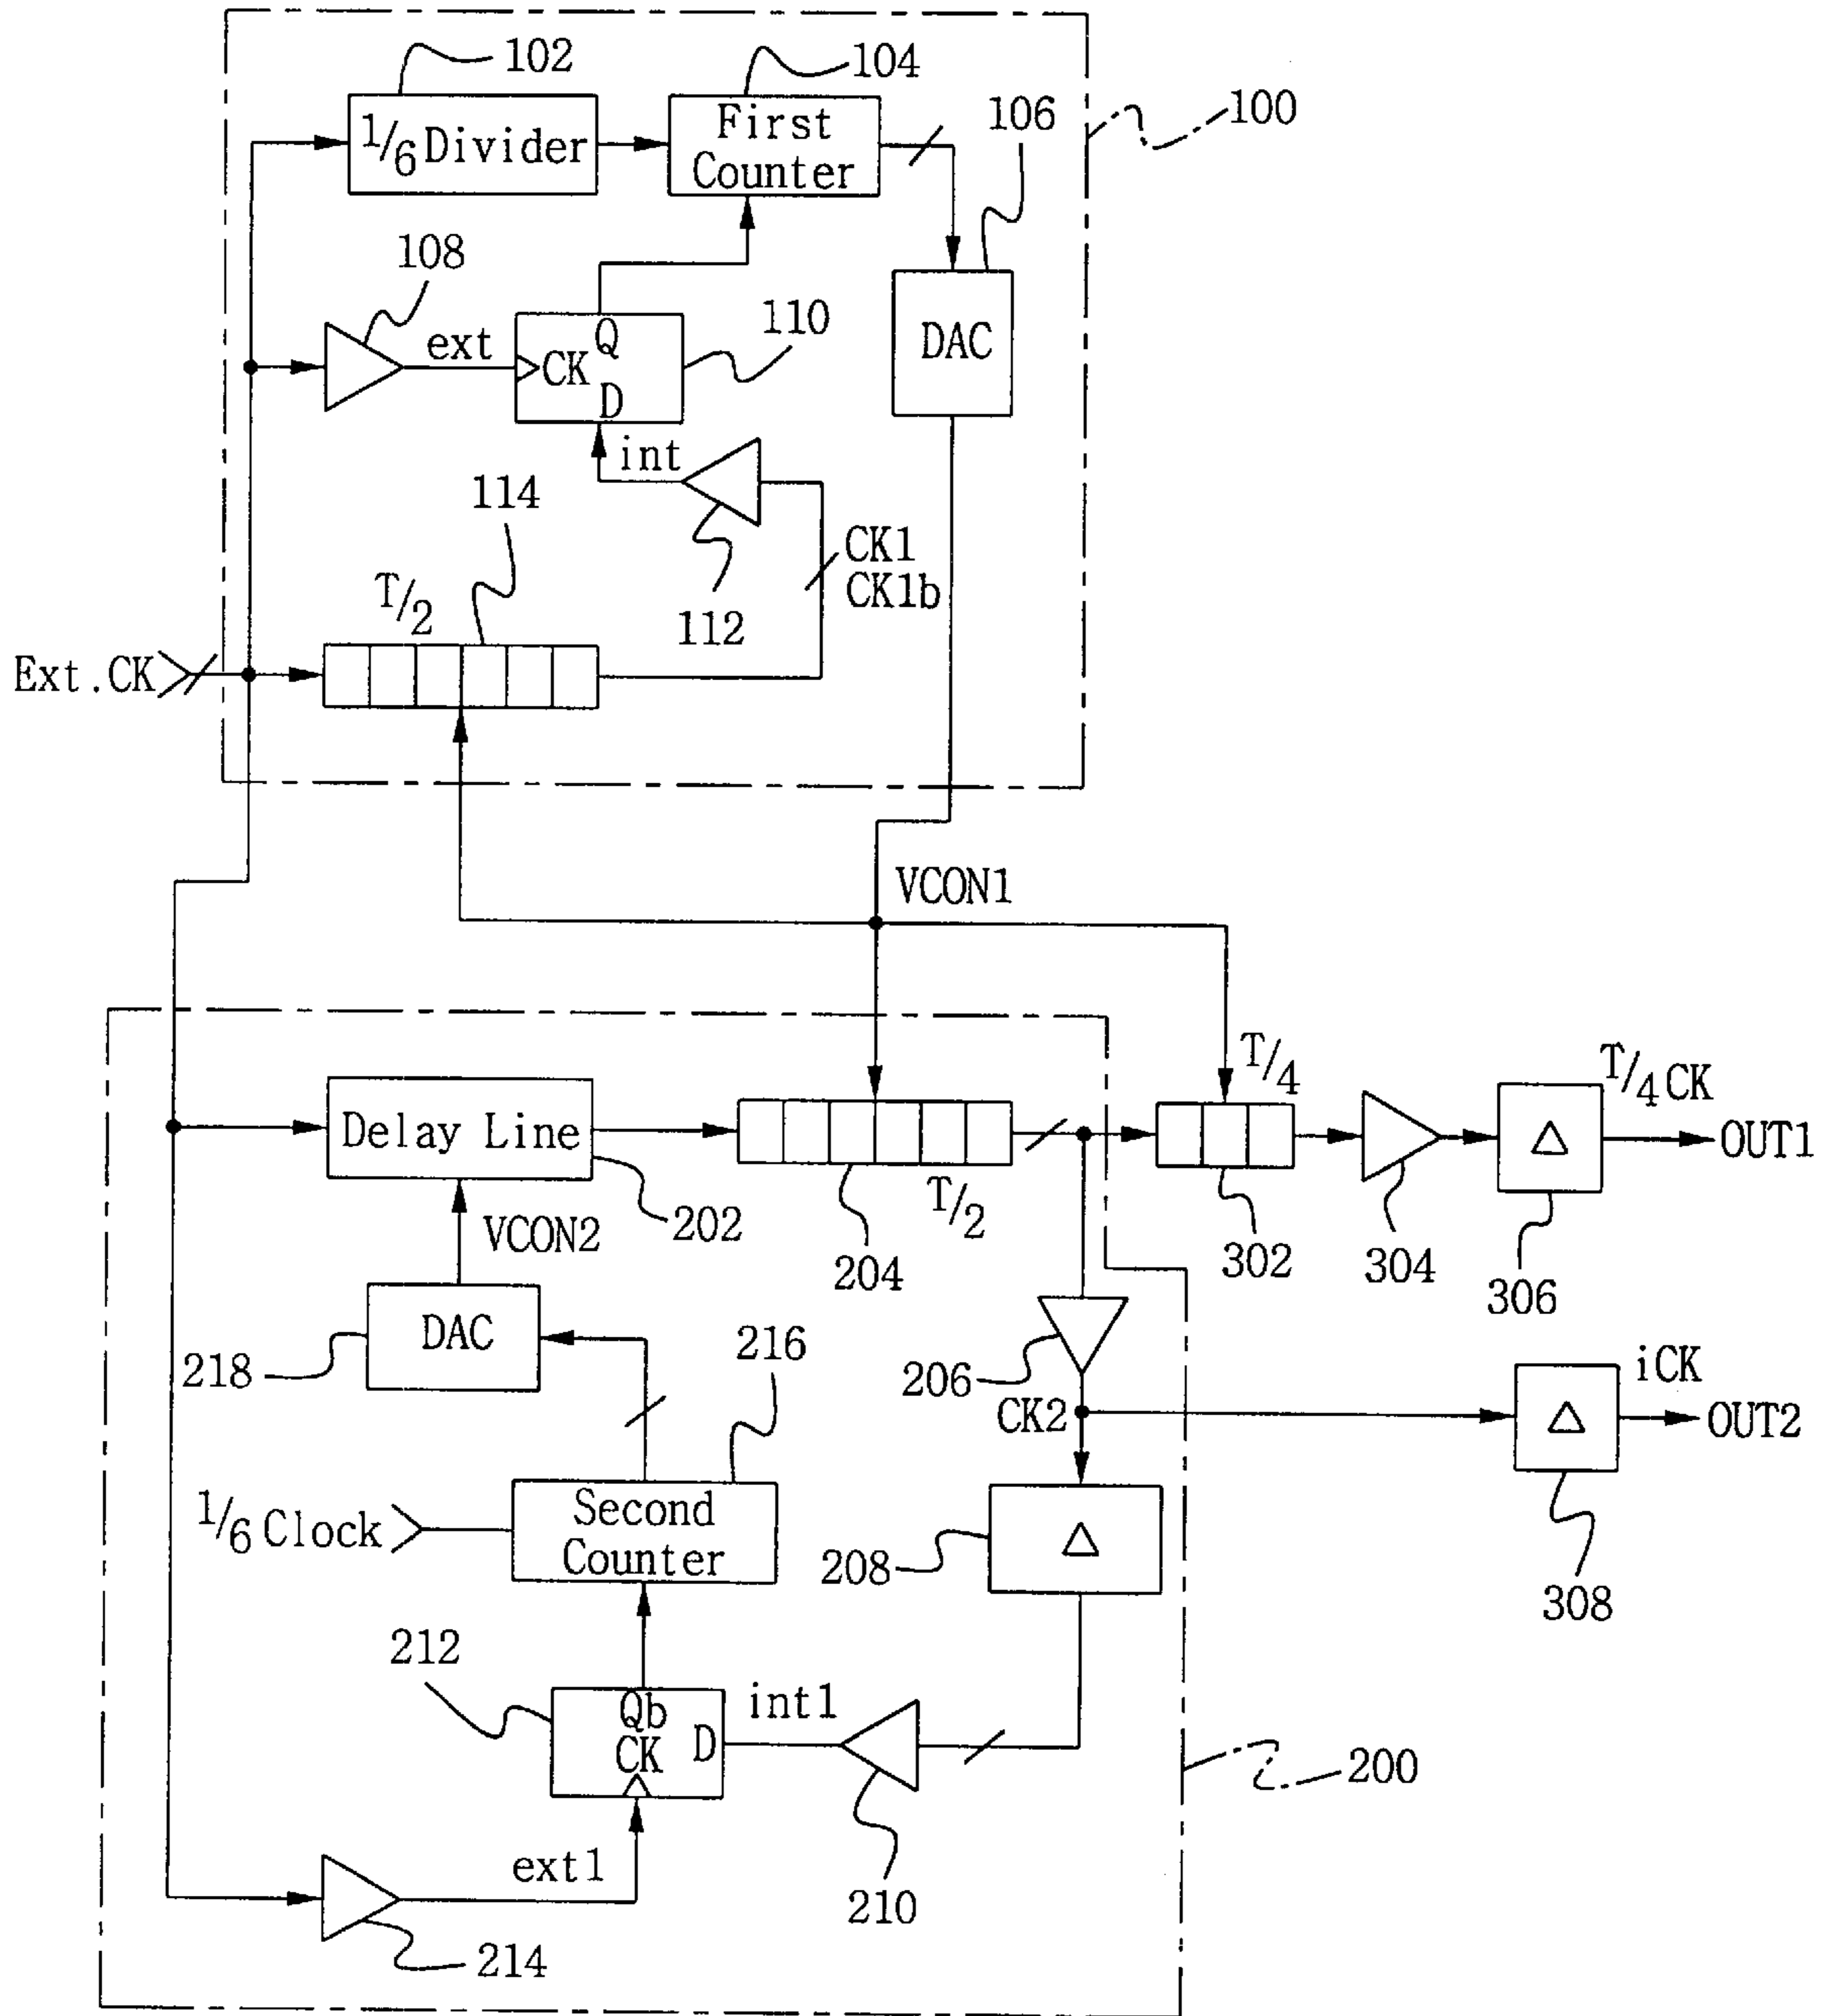 102
104
1/6 Divider
First
Counter
106
100
108
ext
Q
CK
D
110
DAC
int
114
CK1
CK1b
T/2
112
Ext.CK
VCON1
Delay Line
202
VCON2
204
T/2
T/4
302
304
T/4 CK
OUT1
306
DAC
218
216
206
CK2
iCK
OUT2
308
1/6 Clock
Second
Counter
208
212
Qb
CK
D
int1
210
200
ext1
214